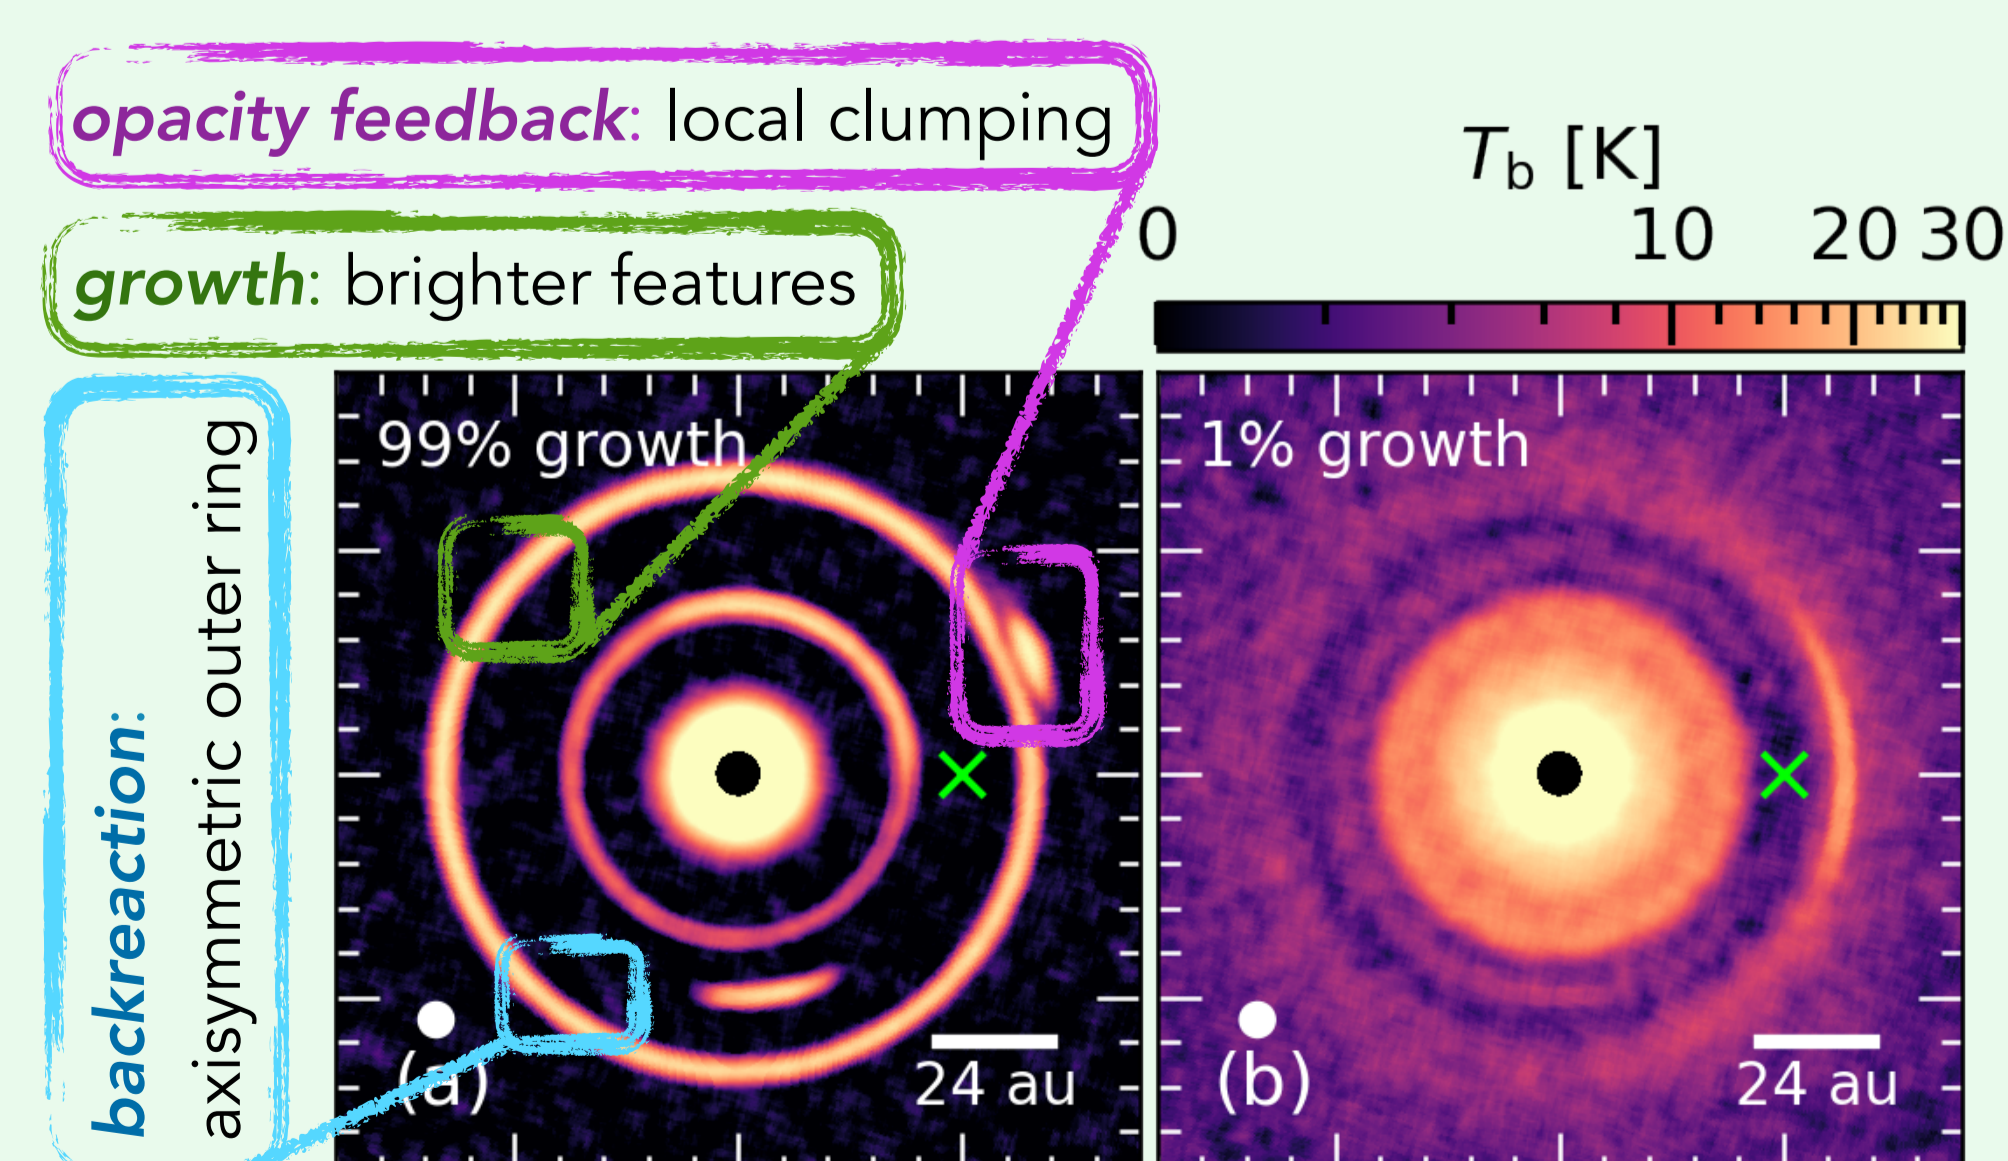 opacity feedback: local clumping
growth: brighter features
backreaction:
axisymmetric outer ring
T_b [K]
0 10 20 30
99% growth
1% growth
(a)
24 au
(b)
24 au